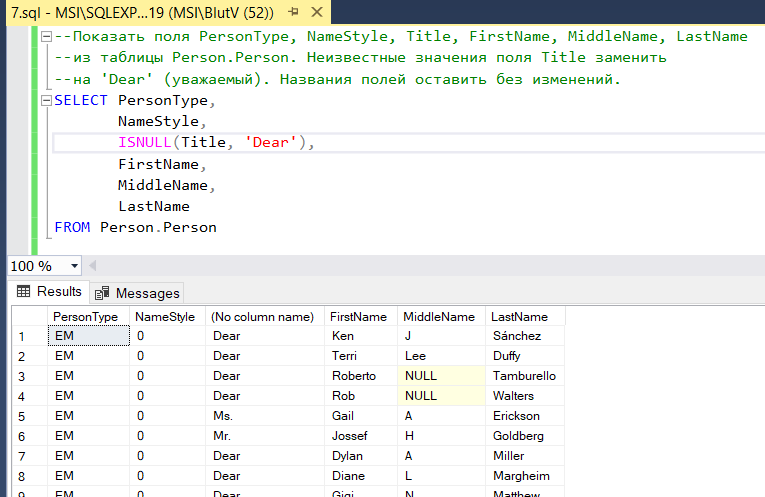 7.sql - MSI\SQLEXP...19 (MSI\BlutV (52))
--Показать поля PersonType, NameStyle, Title, FirstName, MiddleName, LastName
--из таблицы Person.Person. Неизвестные значения поля Title заменить
--на 'Dear' (уважаемый). Названия полей оставить без изменений.
SELECT PersonType,
NameStyle,
ISNULL(Title, 'Dear'),
FirstName,
MiddleName,
LastName
FROM Person.Person
100 %
Results Messages
PersonType NameStyle (No column name) FirstName MiddleName LastName
1 EM 0 Dear Ken J Sánchez
2 EM 0 Dear Terri Lee Duffy
3 EM 0 Dear Roberto NULL Tamburello
4 EM 0 Dear Rob NULL Walters
5 EM 0 Ms. Gail A Erickson
6 EM 0 Mr. Jossef H Goldberg
7 EM 0 Dear Dylan A Miller
8 EM 0 Dear Diane L Margheim
9 EM 0 Dear Gigi N Matthew